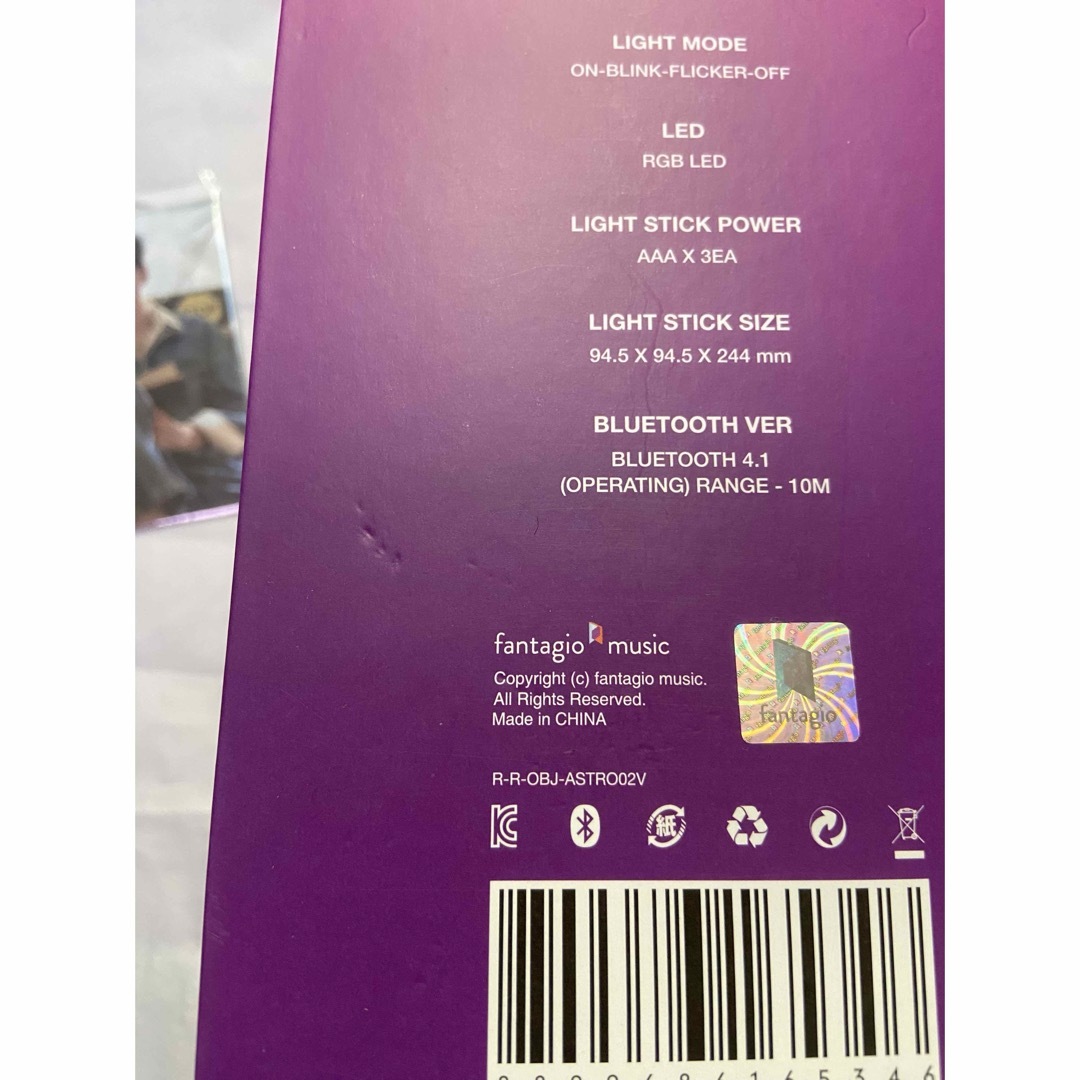 LIGHT MODE
ON-BLINK-FLICKER-OFF
LED
RGB LED
LIGHT STICK POWER
AAA X 3EA
LIGHT STICK SIZE
94.5 X 94.5 X 244 mm
BLUETOOTH VER
BLUETOOTH 4.1
(OPERATING) RANGE - 10M
fantagio music
Copyright (c) fantagio music.
All Rights Reserved.
Made in CHINA
fantagio
R-R-OBJ-ASTRO02V
紙